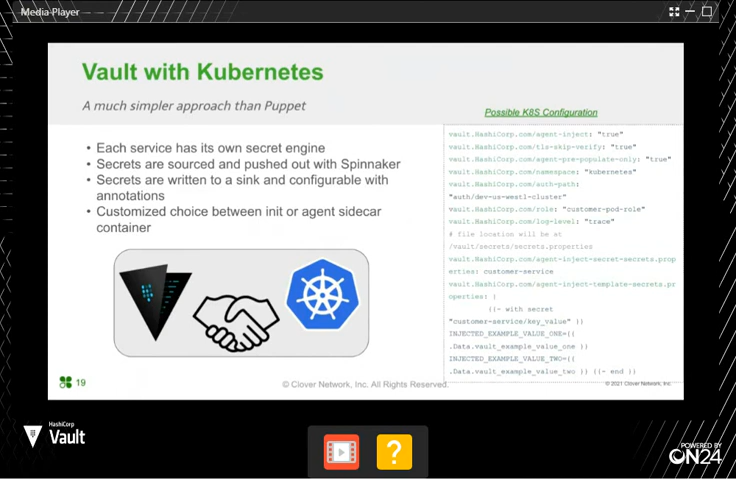 Media Player
Vault with Kubernetes
A much simpler approach than Puppet
• Each service has its own secret engine
• Secrets are sourced and pushed out with Spinnaker
• Secrets are written to a sink and configurable with
annotations
• Customized choice between init or agent sidecar
container
Possible K8S Configuration
vault.HashiCorp.com/agent-inject: "true"
vault.HashiCorp.com/tls-skip-verify: "true"
vault.HashiCorp.com/agent-pre-populate-only: "true"
vault.HashiCorp.com/namespace: "kubernetes"
vault.HashiCorp.com/auth-path:
"auth/dev-us-west1-cluster"
vault.HashiCorp.com/role: "customer-pod-role"
vault.HashiCorp.com/log-level: "trace"
# file location will be at
/vault/secrets/secrets.properties
vault.HashiCorp.com/agent-inject-secret-secrets.prop
erties: customer-service
vault.HashiCorp.com/agent-inject-template-secrets.pr
operties: |
{{- with secret
"customer-service/key_value" }}
INJECTED_EXAMPLE_VALUE_ONE={{
.Data.vault_example_value_one }}
INJECTED_EXAMPLE_VALUE_TWO={{
.Data.vault_example_value_two }} {{- end }}
19
© Clover Network, Inc. All Rights Reserved.
© 2021 Clover Network, Inc.
HashiCorp
Vault
?
POWERED BY
ON24